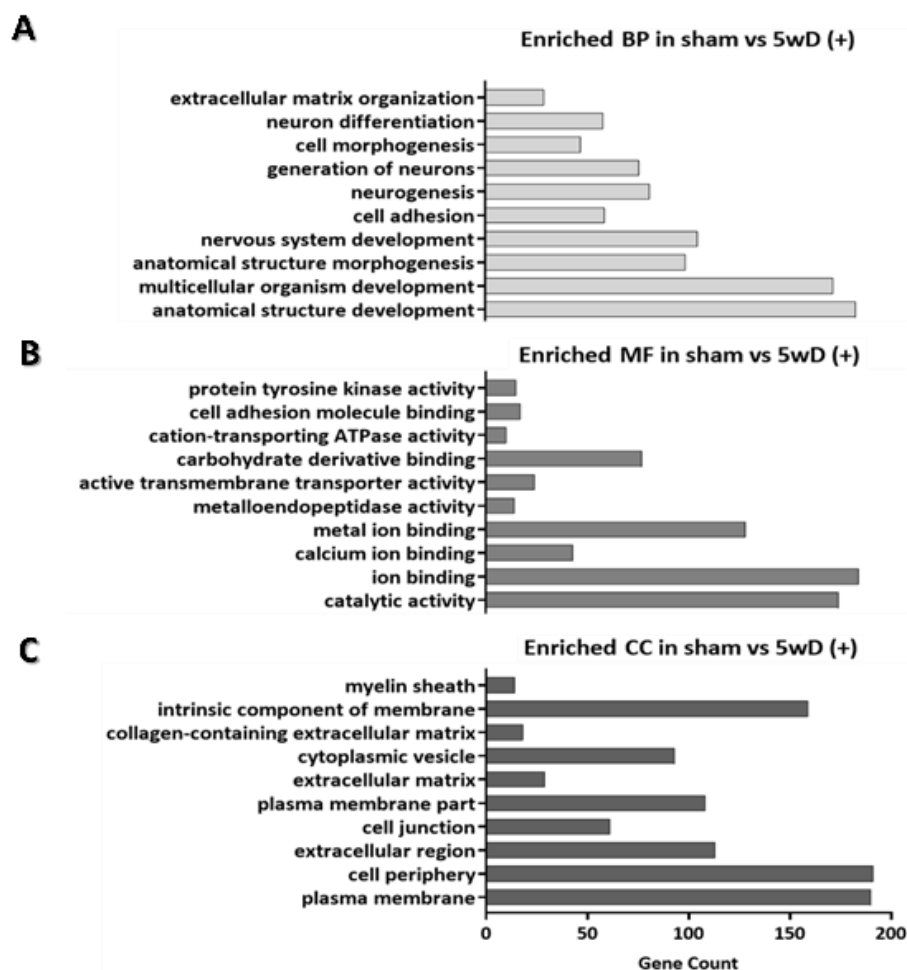 A
Enriched BP in sham vs 5wD (+)
extracellular matrix organization
neuron differentiation
cell morphogenesis
generation of neurons
neurogenesis
cell adhesion
nervous system development
anatomical structure morphogenesis
multicellular organism development
anatomical structure development
B
Enriched MF in sham vs 5wD (+)
protein tyrosine kinase activity
cell adhesion molecule binding
cation-transporting ATPase activity
carbohydrate derivative binding
active transmembrane transporter activity
metalloendopeptidase activity
metal ion binding
calcium ion binding
ion binding
catalytic activity
C
Enriched CC in sham vs 5wD (+)
myelin sheath
intrinsic component of membrane
collagen-containing extracellular matrix
cytoplasmic vesicle
extracellular matrix
plasma membrane part
cell junction
extracellular region
cell periphery
plasma membrane
0 50 100 150 200
Gene Count